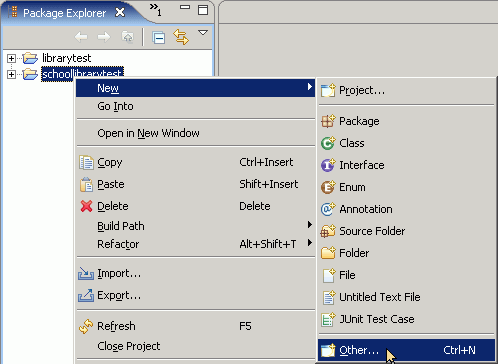 Package Explorer
1
librarytest
schoollibrarytest
New
Go Into
Open in New Window
Copy Ctrl+Insert
Paste Shift+Insert
Delete Delete
Build Path
Refactor Alt+Shift+T
Import...
Export...
Refresh F5
Close Project
Project...
Package
Class
Interface
Enum
Annotation
Source Folder
Folder
File
Untitled Text File
JUnit Test Case
Other... Ctrl+N